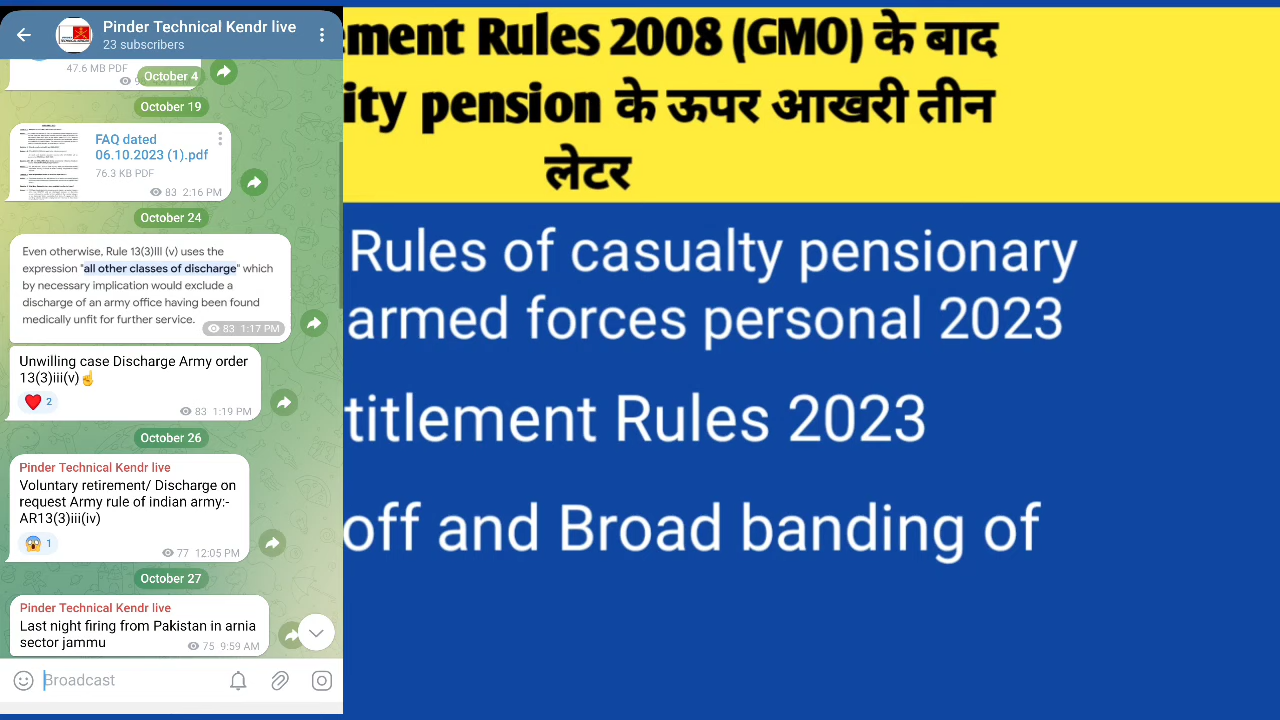 Pinder Technical Kendr live
23 subscribers
47.6 MB PDF
October 4
October 19
FAQ dated
06.10.2023 (1).pdf
76.3 KB PDF
83 2:16 PM
October 24
Even otherwise, Rule 13(3)III (v) uses the
expression "all other classes of discharge" which
by necessary implication would exclude a
discharge of an army office having been found
medically unfit for further service.
83 1:17 PM
Unwilling case Discharge Army order
13(3)iii(v)☝
❤ 2
83 1:19 PM
October 26
Pinder Technical Kendr live
Voluntary retirement/ Discharge on
request Army rule of indian army:-
AR13(3)iii(iv)
😱 1
77 12:05 PM
October 27
Pinder Technical Kendr live
Last night firing from Pakistan in arnia
sector jammu
75 9:59 AM
Broadcast
ement Rules 2008 (GMO) के बाद
ity pension के ऊपर आखरी तीन
लेटर
Rules of casualty pensionary
armed forces personal 2023
titlement Rules 2023
off and Broad banding of